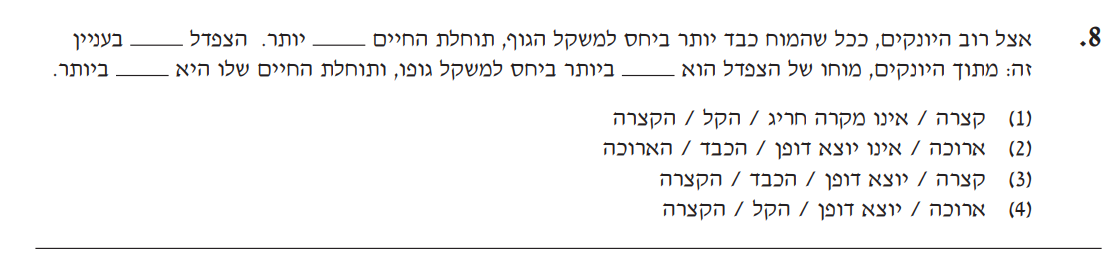 8. אצל רוב היונקים, ככל שהמוח כבד יותר ביחס למשקל הגוף, תוחלת החיים _____ יותר. הצפדל _____ בעניין
זה: מתוך היונקים, מוחו של הצפדל הוא _____ ביותר ביחס למשקל גופו, ותוחלת החיים שלו היא _____ ביותר.
(1) קצרה / אינו מקרה חריג / הקל / הקצרה
(2) ארוכה / אינו יוצא דופן / הכבד / הארוכה
(3) קצרה / יוצא דופן / הכבד / הקצרה
(4) ארוכה / יוצא דופן / הקל / הקצרה